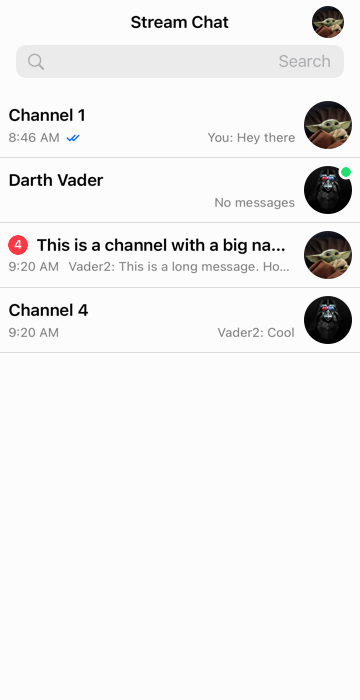 Stream Chat
Search
Channel 1
8:46 AM You: Hey there
Darth Vader
No messages
4 This is a channel with a big na...
9:20 AM Vader2: This is a long message. Ho...
Channel 4
9:20 AM Vader2: Cool